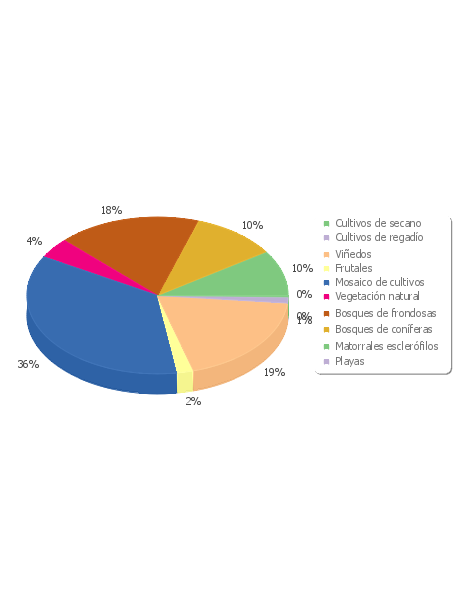 18%
10%
4%
10%
0%
0%
1%
36%
19%
2%
Cultivos de secano
Cultivos de regadío
Viñedos
Frutales
Mosaico de cultivos
Vegetación natural
Bosques de frondosas
Bosques de coníferas
Matorrales esclerófilos
Playas